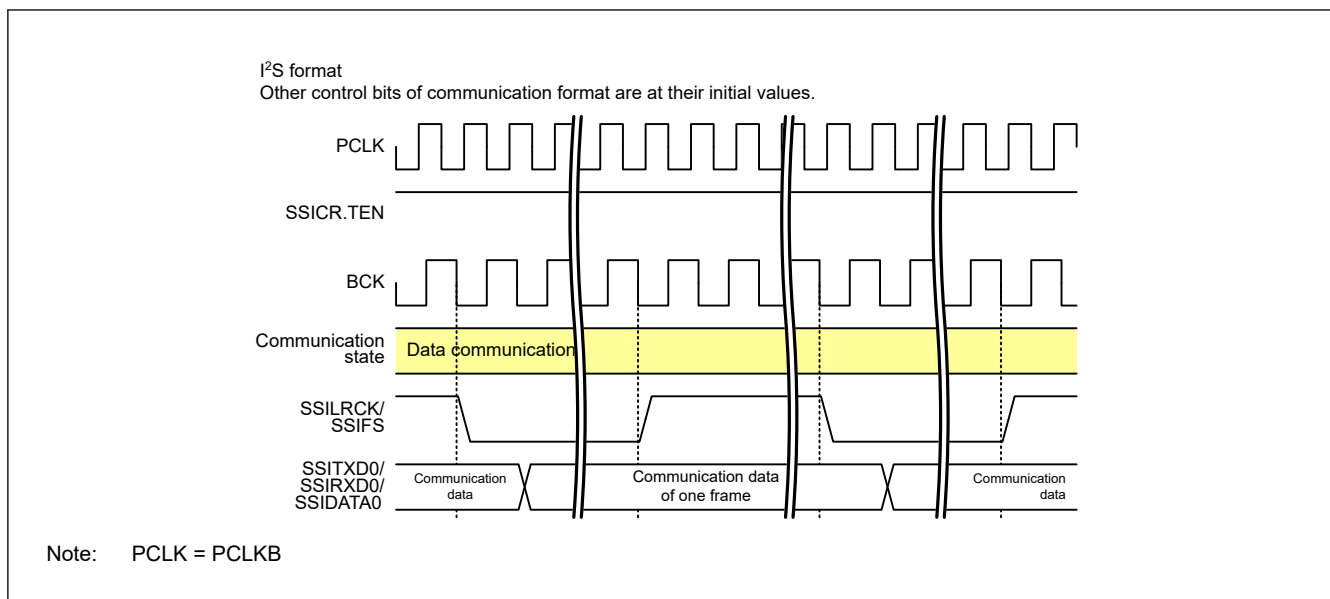 I²S format
Other control bits of communication format are at their initial values.
PCLK
SSICR.TEN
BCK
Communication
state
Data communication
SSILRCK/
SSIFS
SSITXD0/
SSIRXD0/
SSIDATA0
Communication
data
Communication data
of one frame
Communication
data
Note: PCLK = PCLKB